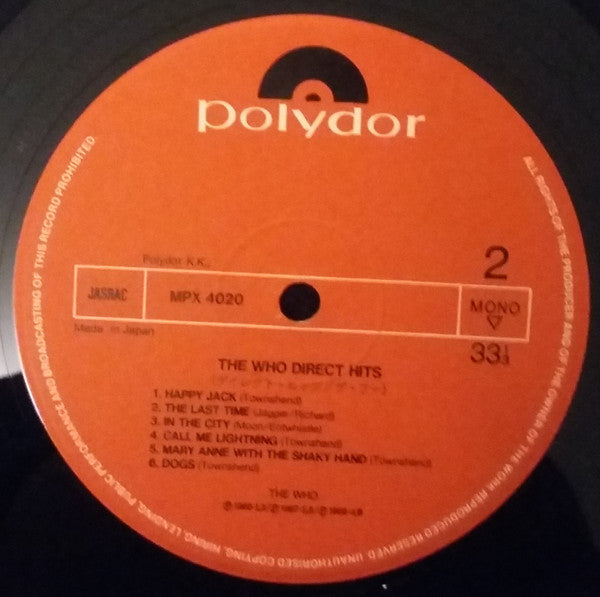 polydor
Polydor K.K.
2
JASRAC
MPX 4020
MONO
Made in Japan
33⅓
THE WHO DIRECT HITS
1. HAPPY JACK (Townshend)
2. THE LAST TIME (Jagger/Richard)
3. IN THE CITY (Moon/Entwhistle)
4. CALL ME LIGHTNING (Townshend)
5. MARY ANNE WITH THE SHAKY HAND (Townshend)
6. DOGS (Townshend)
THE WHO
ALL RIGHTS OF THE PRODUCER AND OF THE OWNER OF THE WORK REPRODUCED RESERVED. UNAUTHORISED COPYING, HIRING, LENDING, PUBLIC PERFORMANCE AND BROADCASTING OF THIS RECORD PROHIBITED.